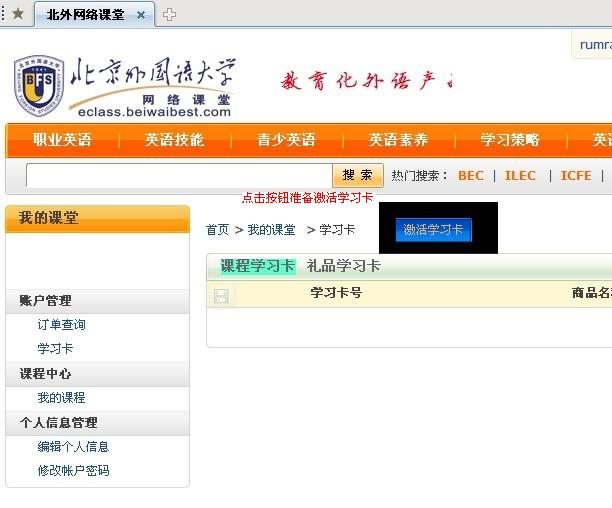 北外网络课堂
rumra
北京外国语大学
网络课堂
eclass.beiwaibest.com
教育化外语产
职业英语 | 英语技能 | 青少英语 | 英语素养 | 学习策略 | 英
搜索 热门搜索： BEC | ILEC | ICFE |
点击按钮准备激活学习卡
我的课堂
首页 > 我的课堂 > 学习卡
激活学习卡
课程学习卡 礼品学习卡
学习卡号 商品名
账户管理
订单查询
学习卡
课程中心
我的课程
个人信息管理
编辑个人信息
修改帐户密码